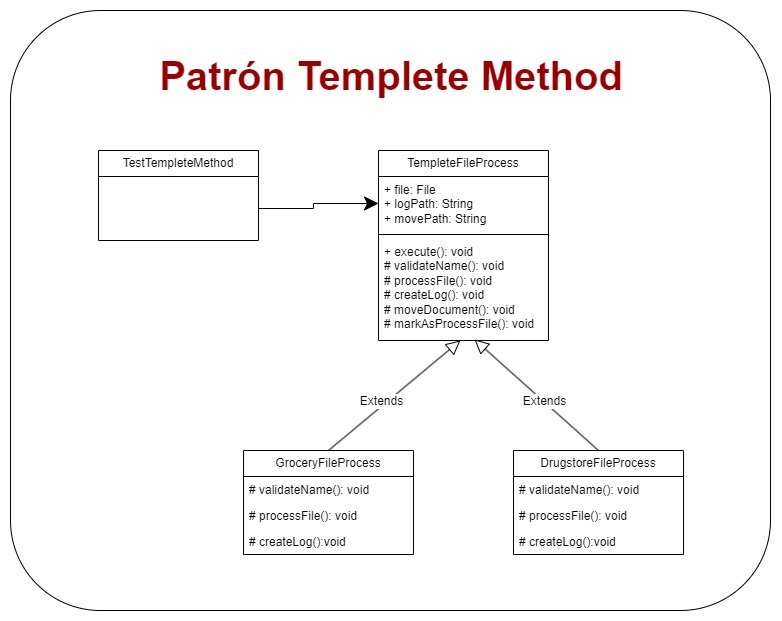 Patrón Templete Method
TestTempleteMethod
TempleteFileProcess
+ file: File
+ logPath: String
+ movePath: String
+ execute(): void
# validateName(): void
# processFile(): void
# createLog(): void
# moveDocument(): void
# markAsProcessFile(): void
Extends
Extends
GroceryFileProcess
# validateName(): void
# processFile(): void
# createLog():void
DrugstoreFileProcess
# validateName(): void
# processFile(): void
# createLog():void